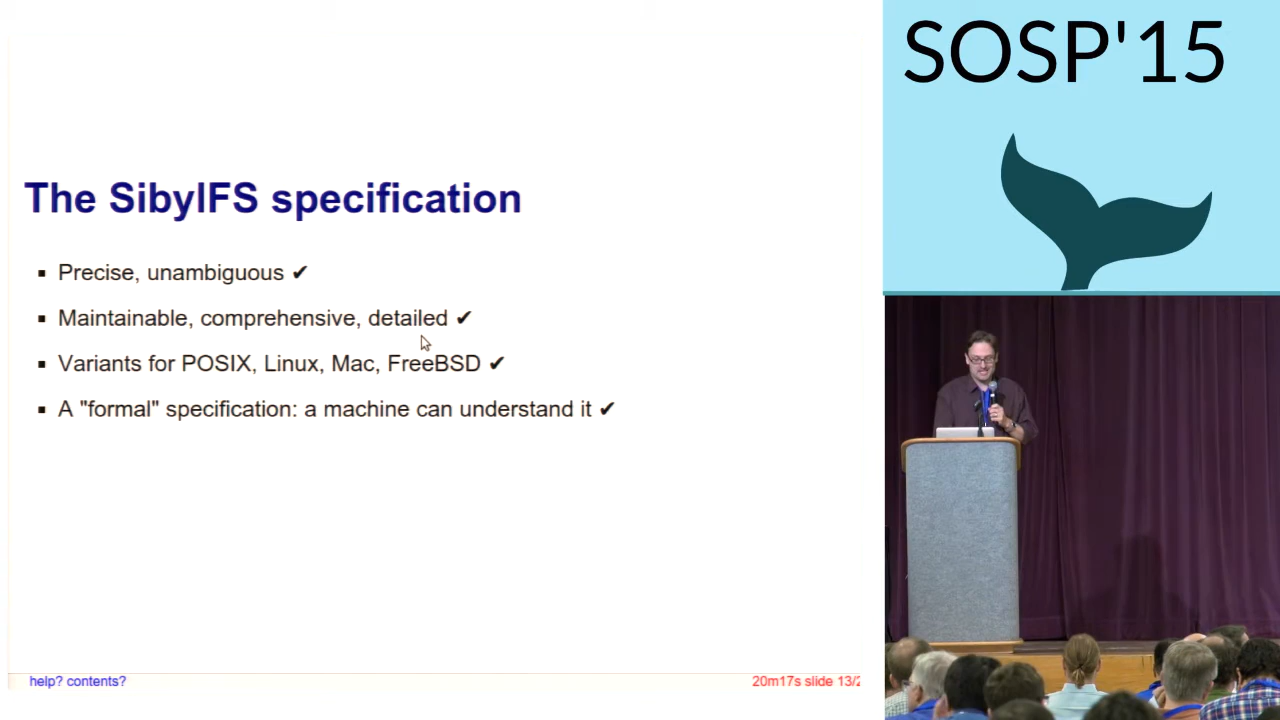 The SibylFS specification
Precise, unambiguous ✔
Maintainable, comprehensive, detailed ✔
Variants for POSIX, Linux, Mac, FreeBSD ✔
A "formal" specification: a machine can understand it ✔
help? contents?
20m17s slide 13/2
SOSP'15